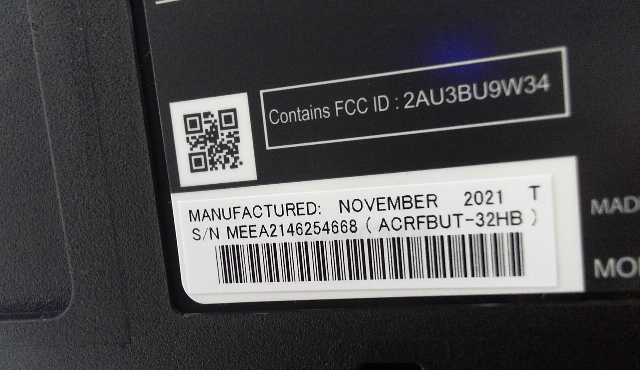 Contains FCC ID : 2AU3BU9W34
MANUFACTURED: NOVEMBER 2021 T
S/N MEEA2146254668 ( ACRFBUT-32HB )